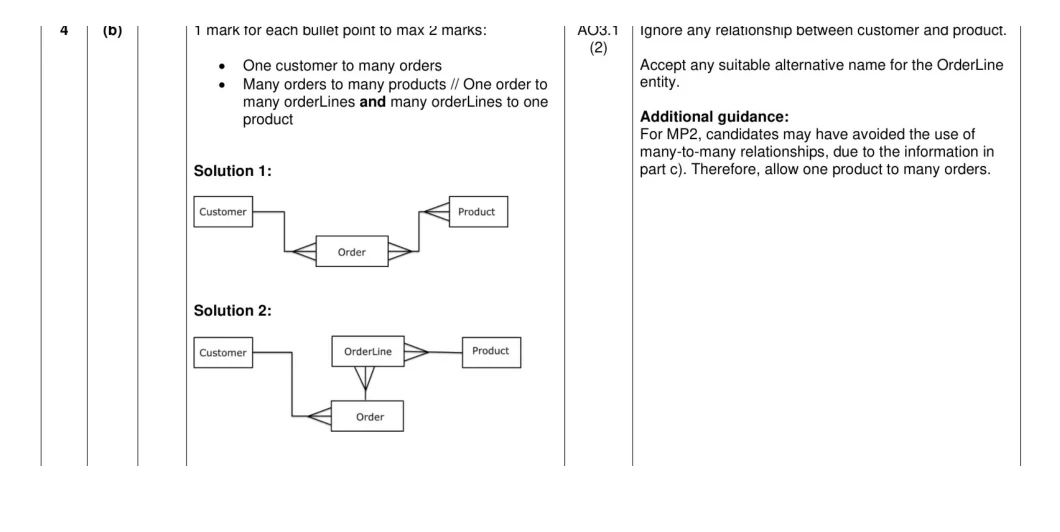 4 (b) 1 mark for each bullet point to max 2 marks: AO3.1 Ignore any relationship between customer and product.
(2)
• One customer to many orders Accept any suitable alternative name for the OrderLine
• Many orders to many products // One order to entity.
many orderLines and many orderLines to one
product Additional guidance:
For MP2, candidates may have avoided the use of
many-to-many relationships, due to the information in
Solution 1: part c). Therefore, allow one product to many orders.
Customer Product
Order
Solution 2:
Customer OrderLine Product
Order